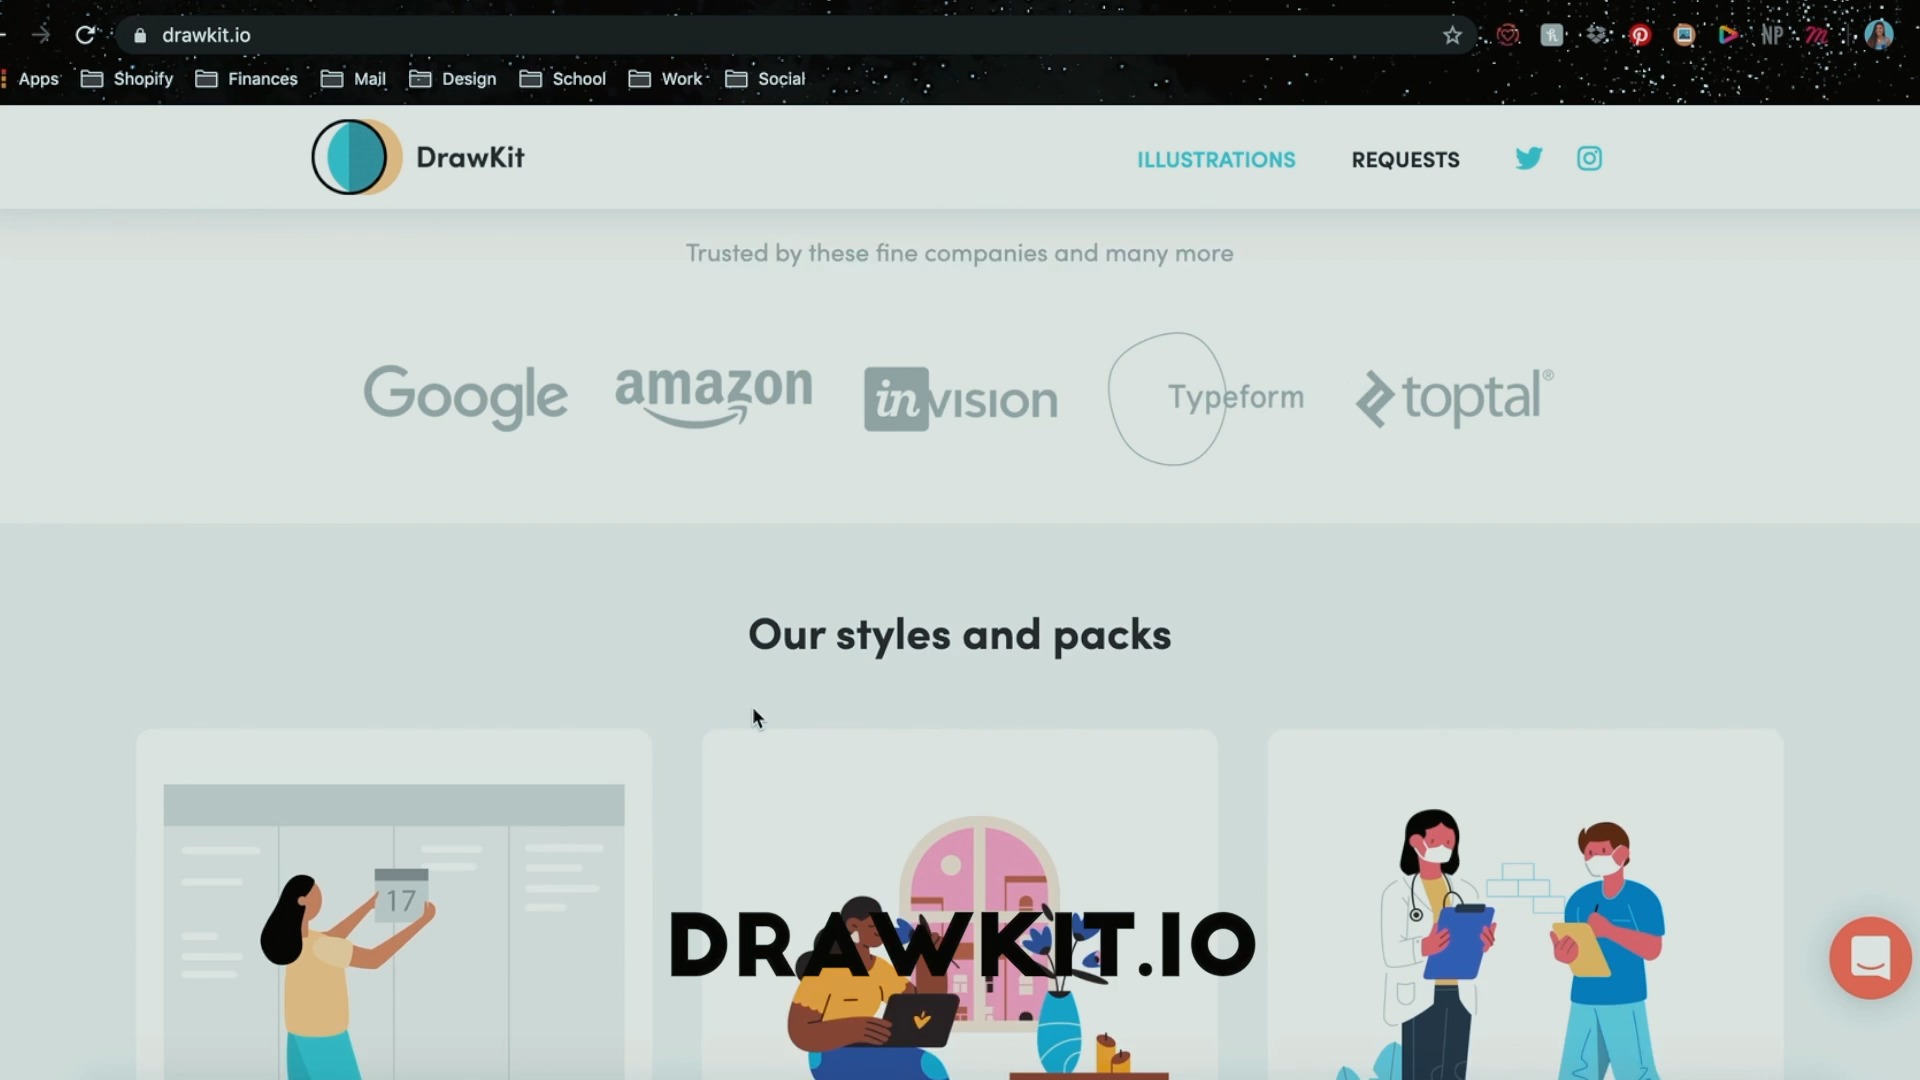 drawkit.io
NP
Apps Shopify Finances Mail Design School Work Social
DrawKit
ILLUSTRATIONS REQUESTS
Trusted by these fine companies and many more
Google amazon invision Typeform toptal®
Our styles and packs
17
DRAWKIT.IO